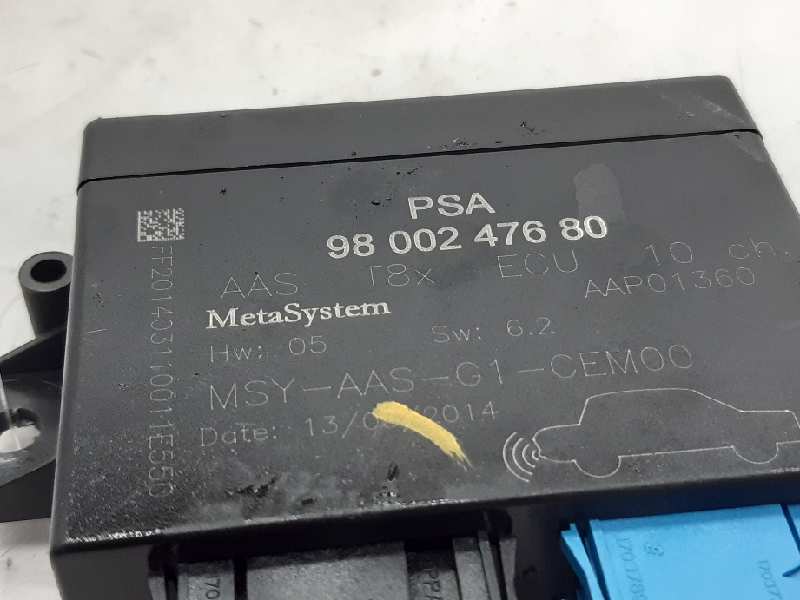 PSA
98 002 476 80
AAS T8x ECU 10 ch.
AAP01360
MetaSystem
Hw: 05 Sw: 6.2
MSY-AAS-G1-CEM00
Date: 13/ 2014